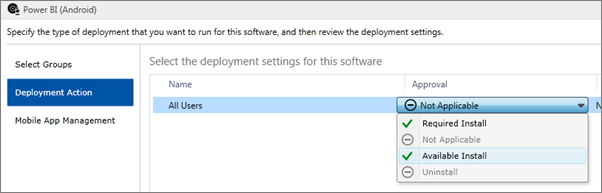 Power BI (Android)
Specify the type of deployment that you want to run for this software, and then review the deployment settings.
Select Groups
Deployment Action
Mobile App Management
Select the deployment settings for this software
Name Approval
All Users Not Applicable N
Required Install
Not Applicable
Available Install
Uninstall